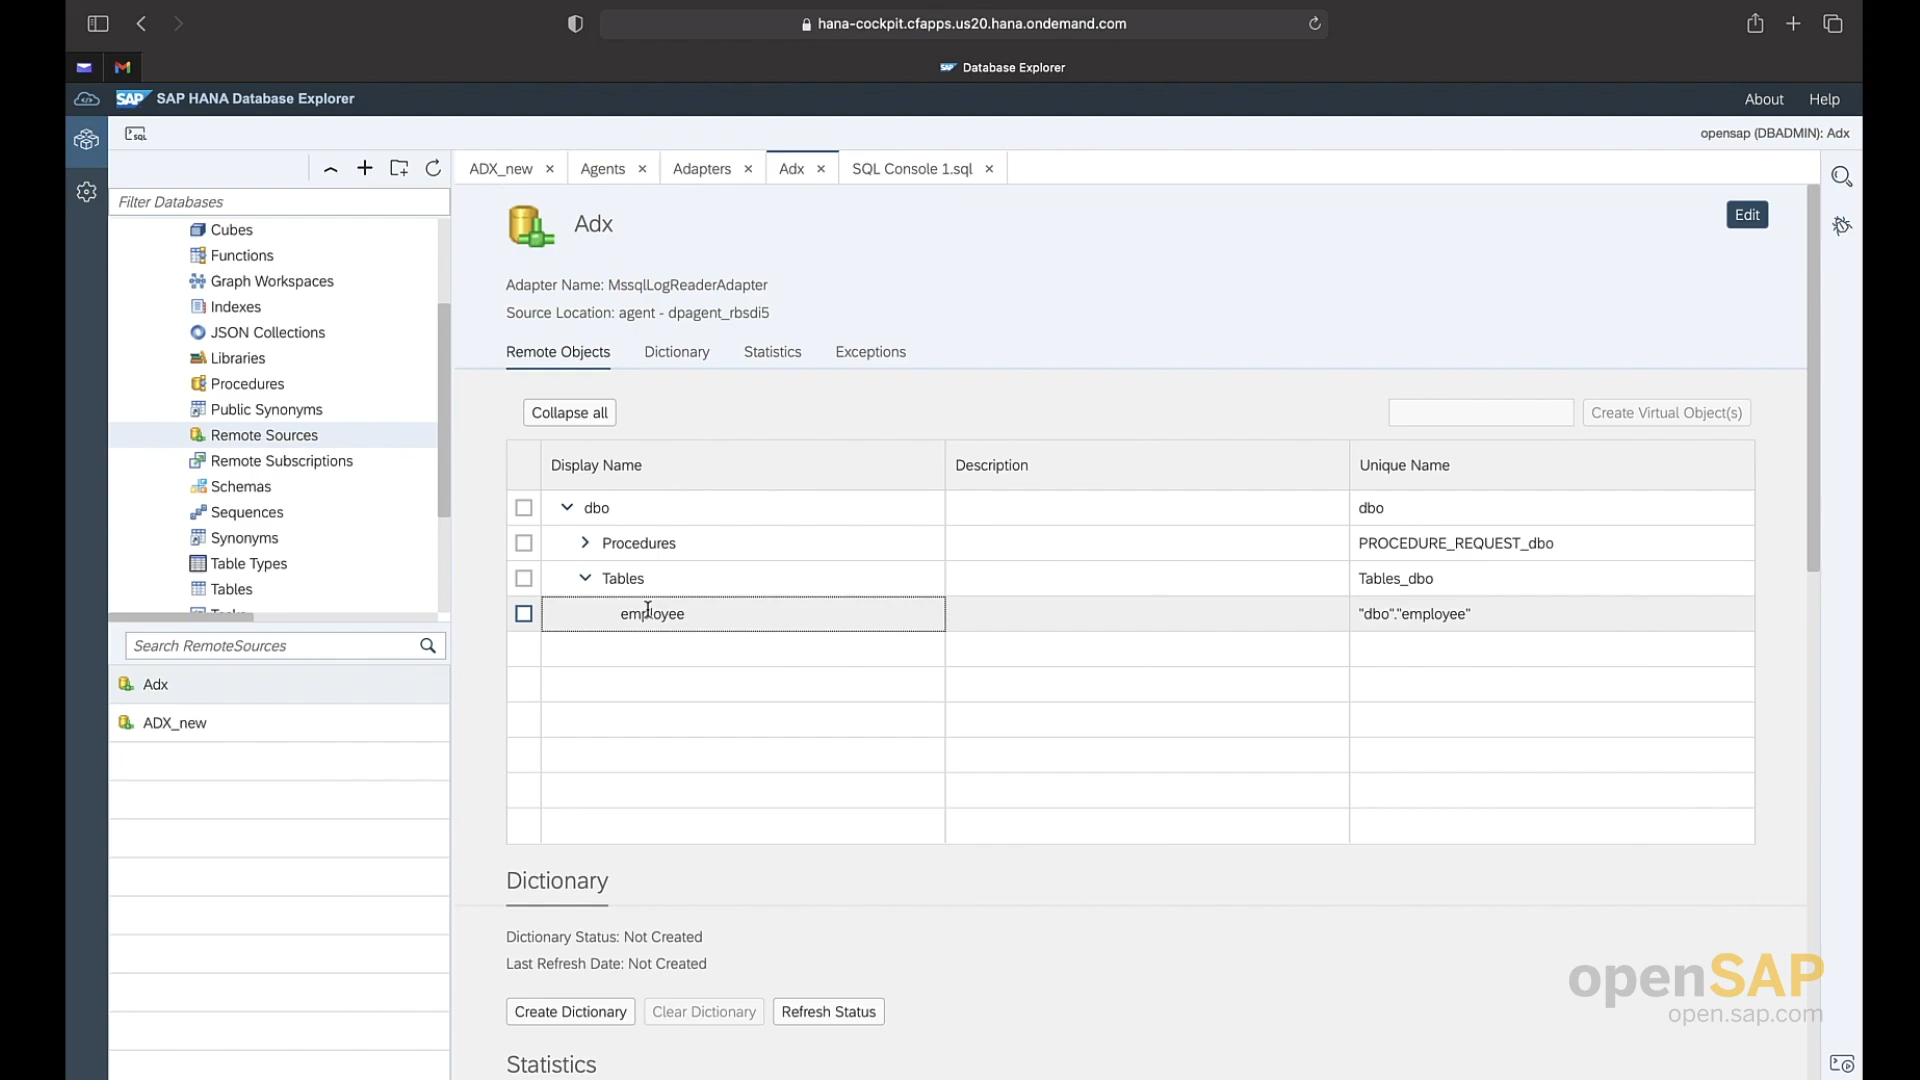 hana-cockpit.cfapps.us20.hana.ondemand.com
SAP Database Explorer
SAP SAP HANA Database Explorer
About Help
SQL
opensap (DBADMIN): Adx
ADX_new
Agents
Adapters
Adx
SQL Console 1.sql
Filter Databases
Cubes
Functions
Graph Workspaces
Indexes
JSON Collections
Libraries
Procedures
Public Synonyms
Remote Sources
Remote Subscriptions
Schemas
Sequences
Synonyms
Table Types
Tables
Search RemoteSources
Adx
ADX_new
Adx
Edit
Adapter Name: MssqlLogReaderAdapter
Source Location: agent - dpagent_rbsdi5
Remote Objects Dictionary Statistics Exceptions
Collapse all
Create Virtual Object(s)
Display Name Description Unique Name
dbo dbo
Procedures PROCEDURE_REQUEST_dbo
Tables Tables_dbo
employee "dbo"."employee"
Dictionary
Dictionary Status: Not Created
Last Refresh Date: Not Created
Create Dictionary Clear Dictionary Refresh Status
Statistics
openSAP
open.sap.com